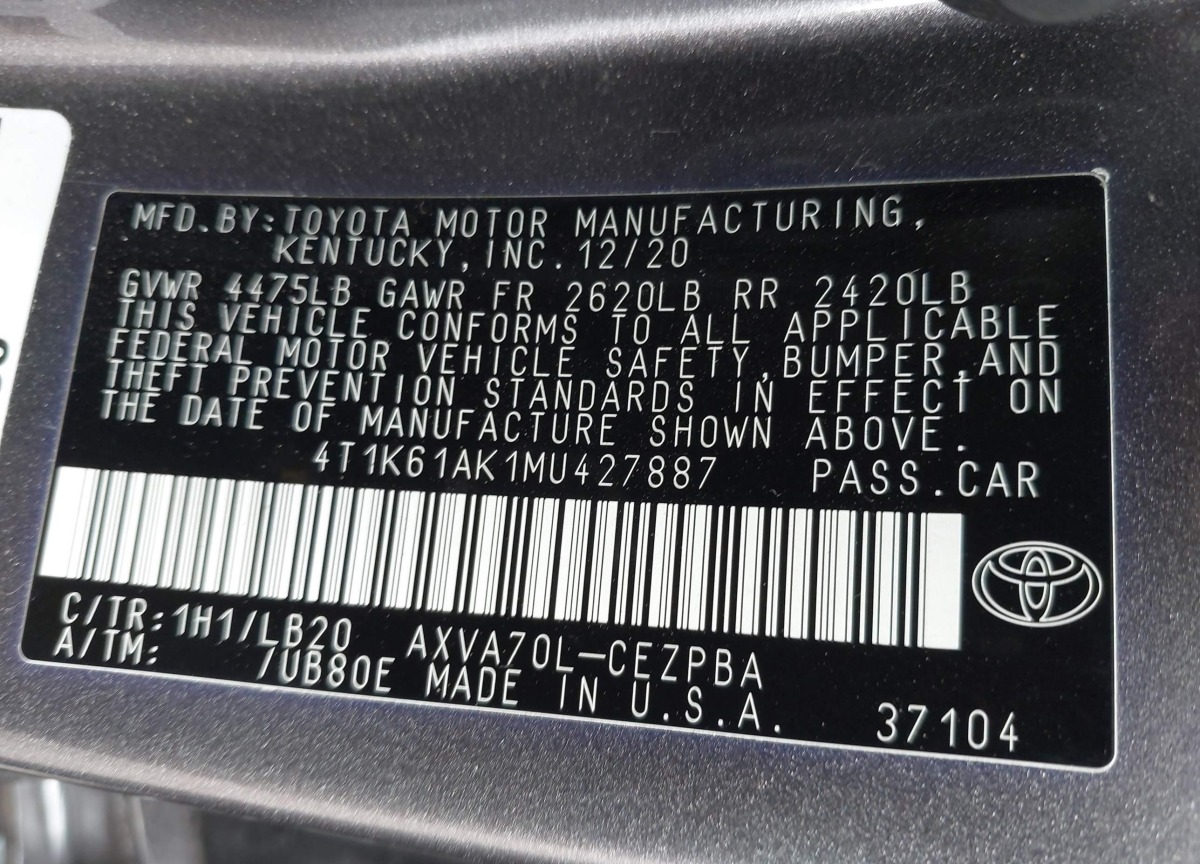 MFD.BY:TOYOTA MOTOR MANUFACTURING,
KENTUCKY,INC. 12/20
GVWR 4475LB GAWR FR 2620LB RR 2420LB
THIS VEHICLE CONFORMS TO ALL APPLICABLE
FEDERAL MOTOR VEHICLE SAFETY,BUMPER,AND
THEFT PREVENTION STANDARDS IN EFFECT ON
THE DATE OF MANUFACTURE SHOWN ABOVE.
4T1K61AK1MU427887 PASS.CAR
C/TR:1H1/LB20 AXVA70L-CEZPBA
A/TM: /UB80E MADE IN U.S.A. 37104